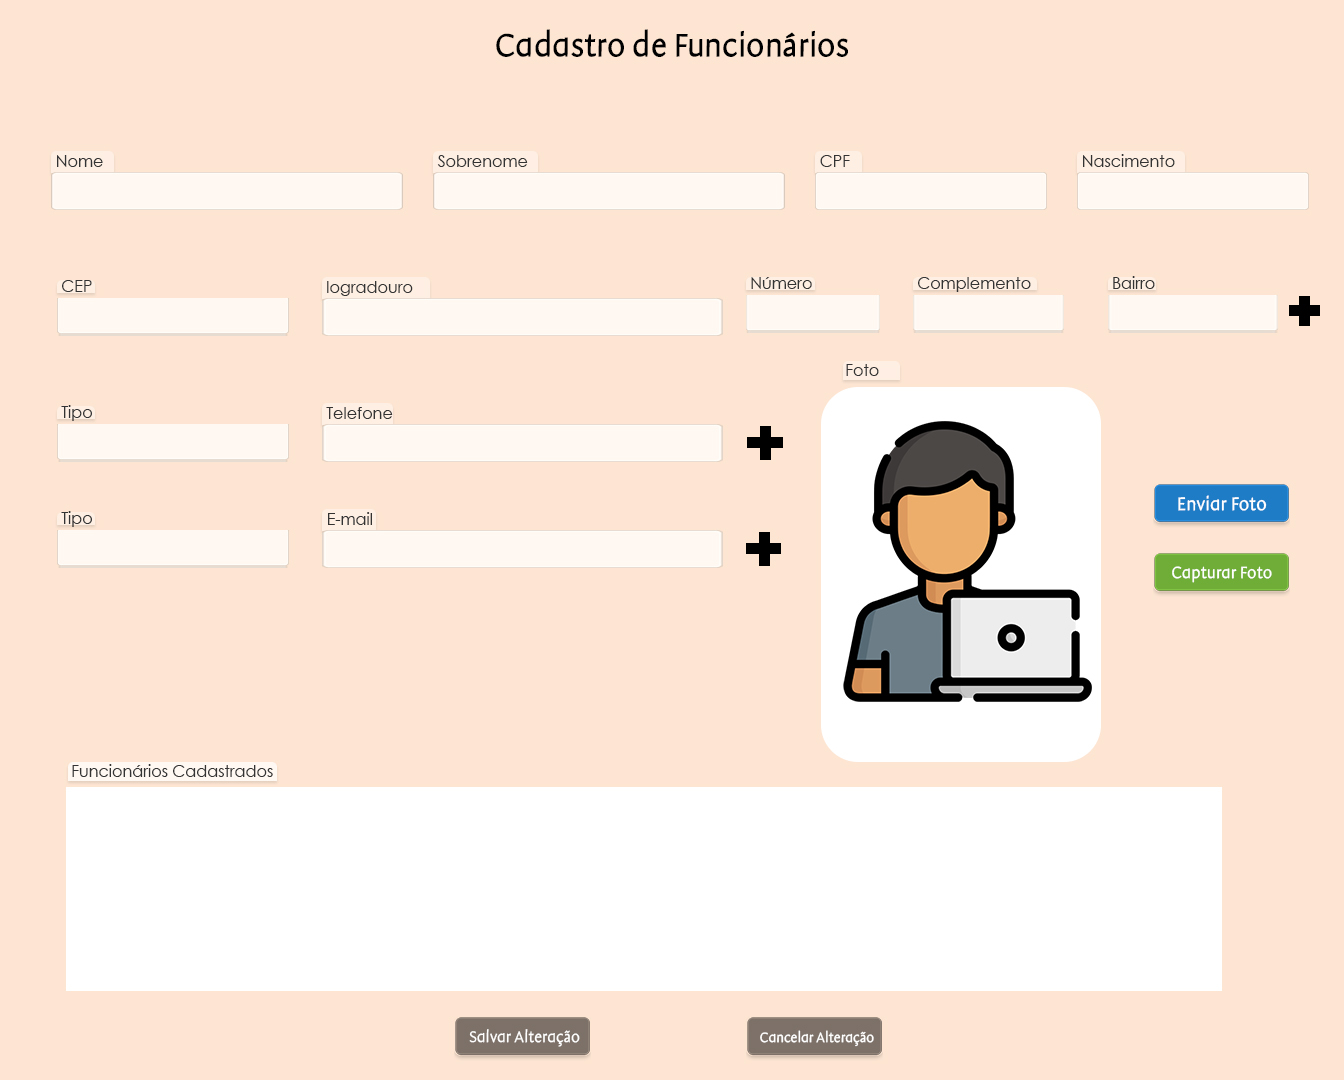 Cadastro de Funcionários
Nome
Sobrenome
CPF
Nascimento
CEP
logradouro
Número
Complemento
Bairro
Foto
Tipo
Telefone
Tipo
E-mail
Enviar Foto
Capturar Foto
Funcionários Cadastrados
Salvar Alteração
Cancelar Alteração